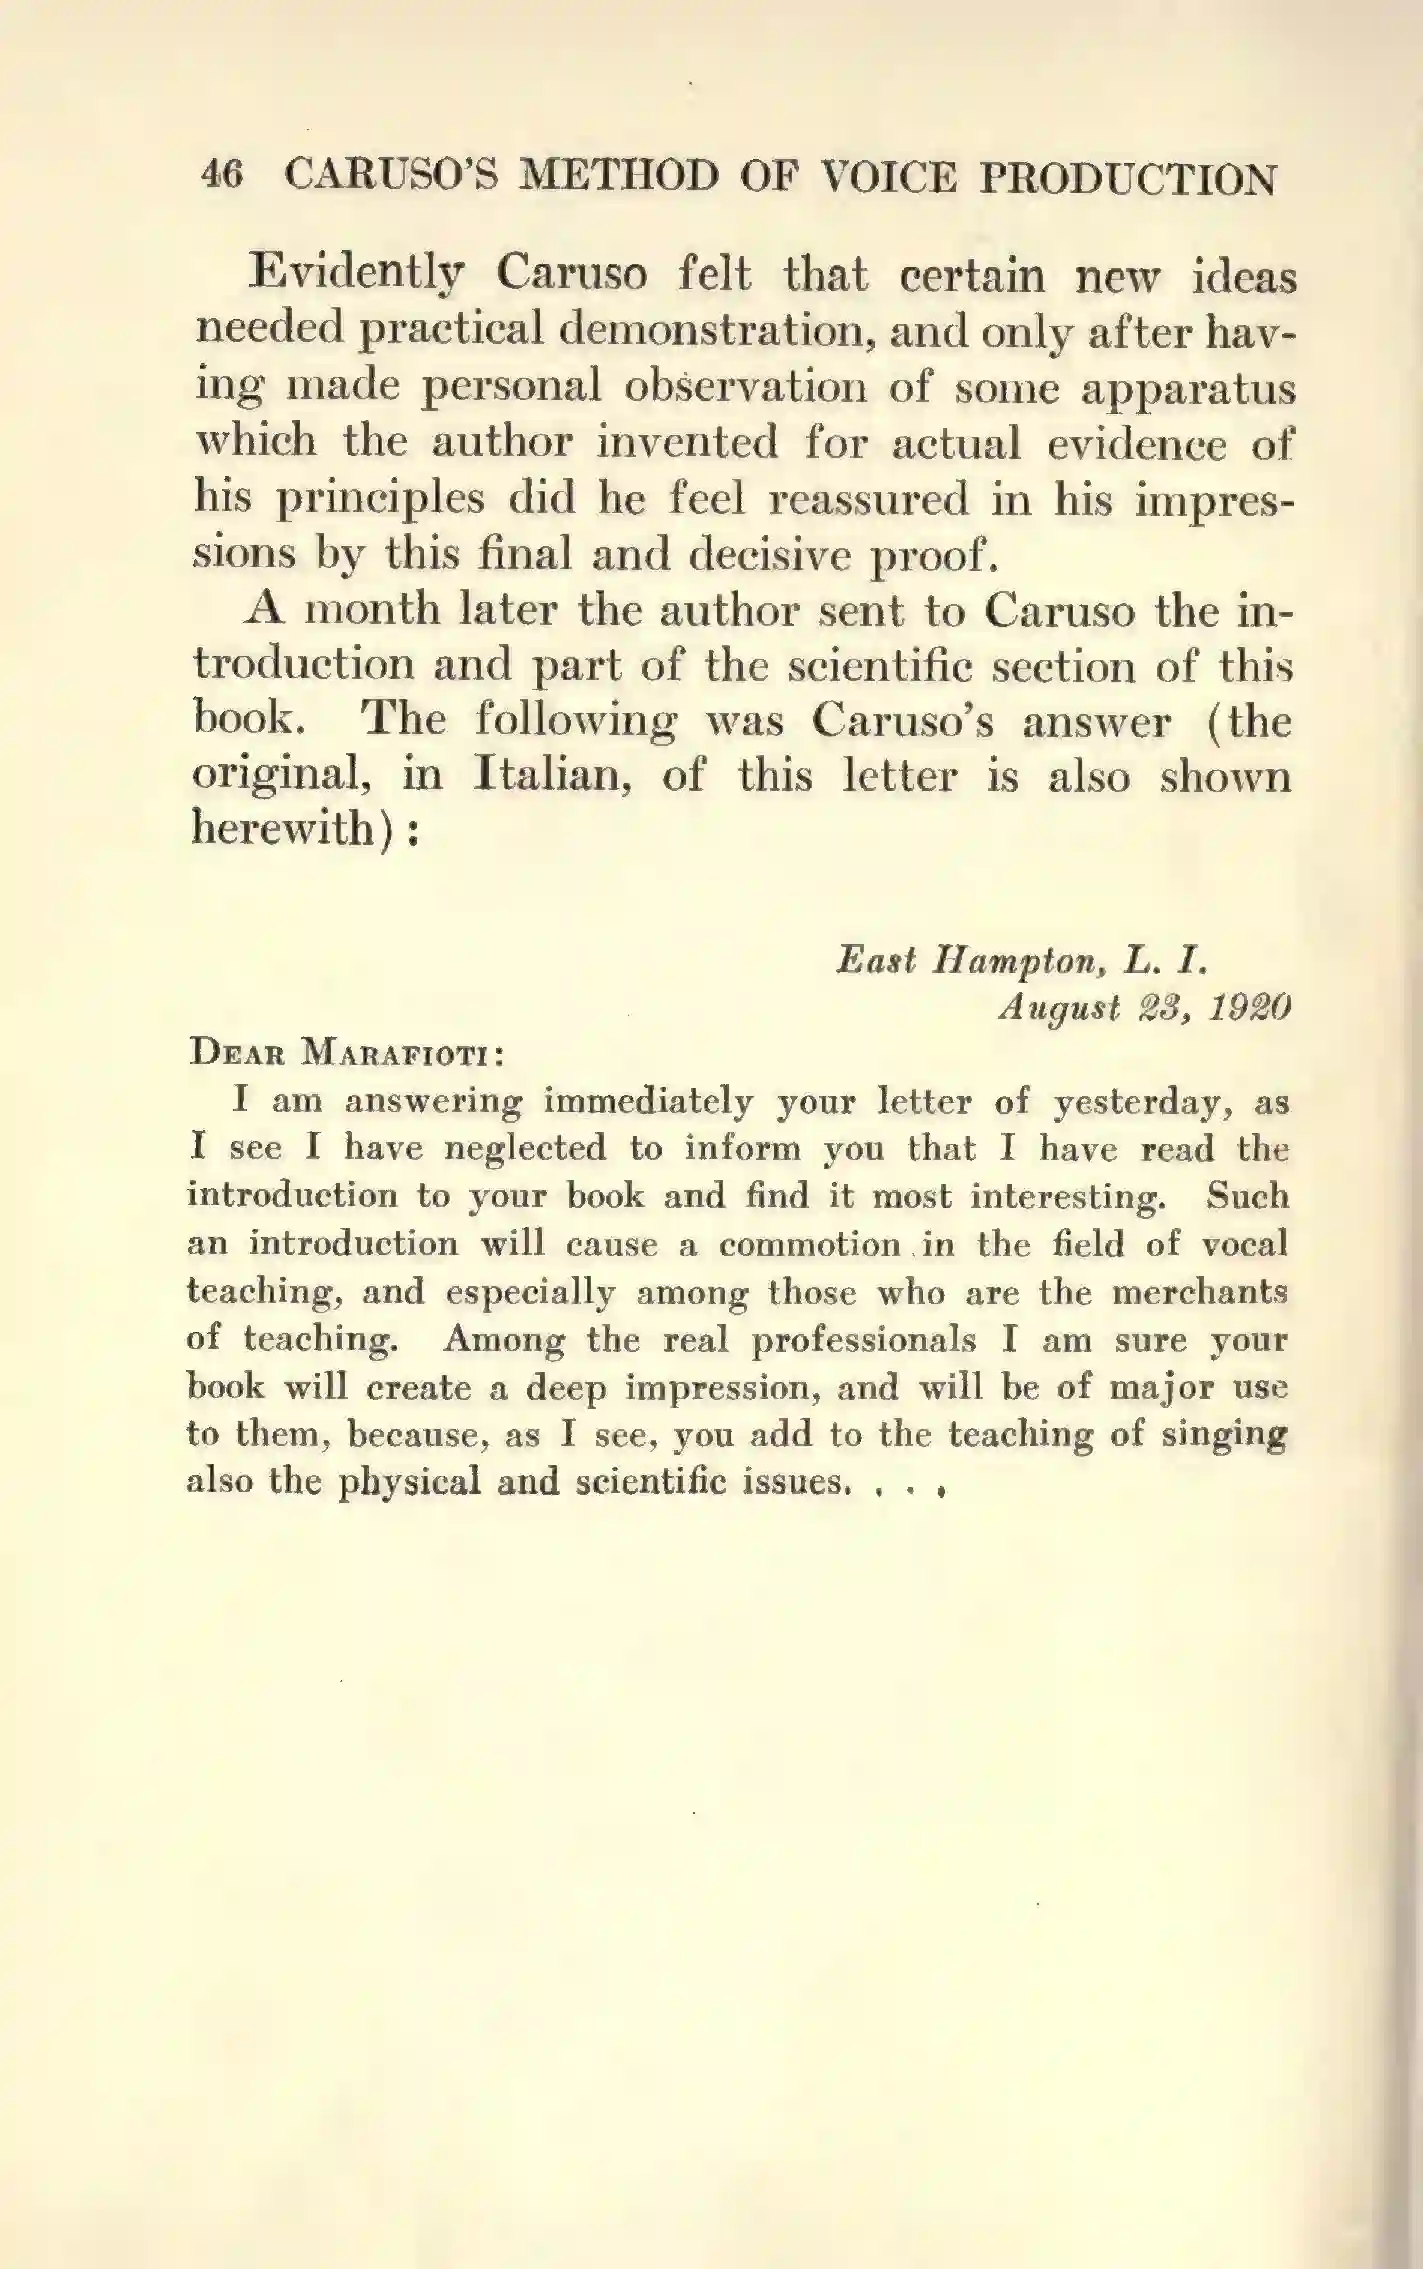 46 CARUSO'S METHOD OF VOICE PRODUCTION
Evidently Caruso felt that certain new ideas
needed practical demonstration, and only after hav-
ing made personal observation of some apparatus
which the author invented for actual evidence of
his principles did he feel reassured in his impres-
sions by this final and decisive proof.
A month later the author sent to Caruso the in-
troduction and part of the scientific section of this
book. The following was Caruso's answer (the
original, in Italian, of this letter is also shown
herewith):
East Hampton, L. I.
August 23, 1920
DEAR MARAFIOTI:
I am answering immediately your letter of yesterday, as
I see I have neglected to inform you that I have read the
introduction to your book and find it most interesting. Such
an introduction will cause a commotion in the field of vocal
teaching, and especially among those who are the merchants
of teaching. Among the real professionals I am sure your
book will create a deep impression, and will be of major use
to them, because, as I see, you add to the teaching of singing
also the physical and scientific issues. . . .